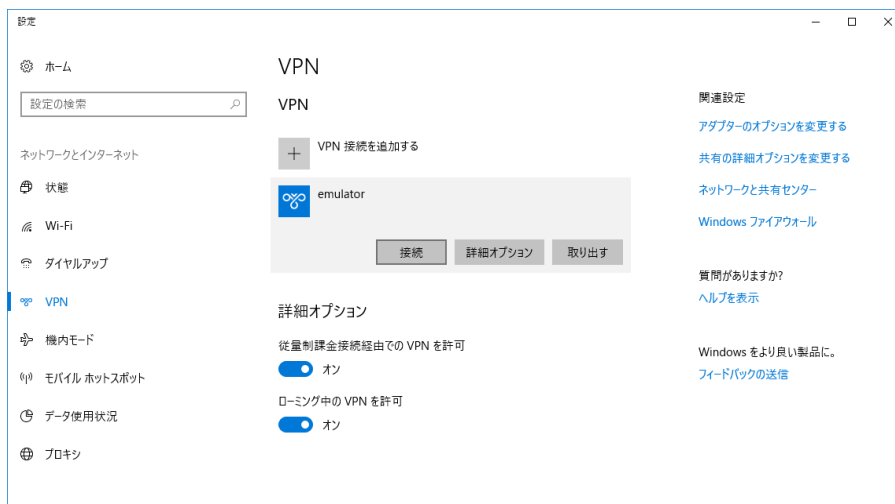 設定
ホーム
設定の検索
ネットワークとインターネット
状態
Wi-Fi
ダイヤルアップ
VPN
機内モード
モバイル ホットスポット
データ使用状況
プロキシ
VPN
VPN
VPN 接続を追加する
emulator
接続
詳細オプション
取り出す
詳細オプション
従量制課金接続経由での VPN を許可
オン
ローミング中の VPN を許可
オン
関連設定
アダプターのオプションを変更する
共有の詳細オプションを変更する
ネットワークと共有センター
Windows ファイアウォール
質問がありますか?
ヘルプを表示
Windows をより良い製品に。
フィードバックの送信